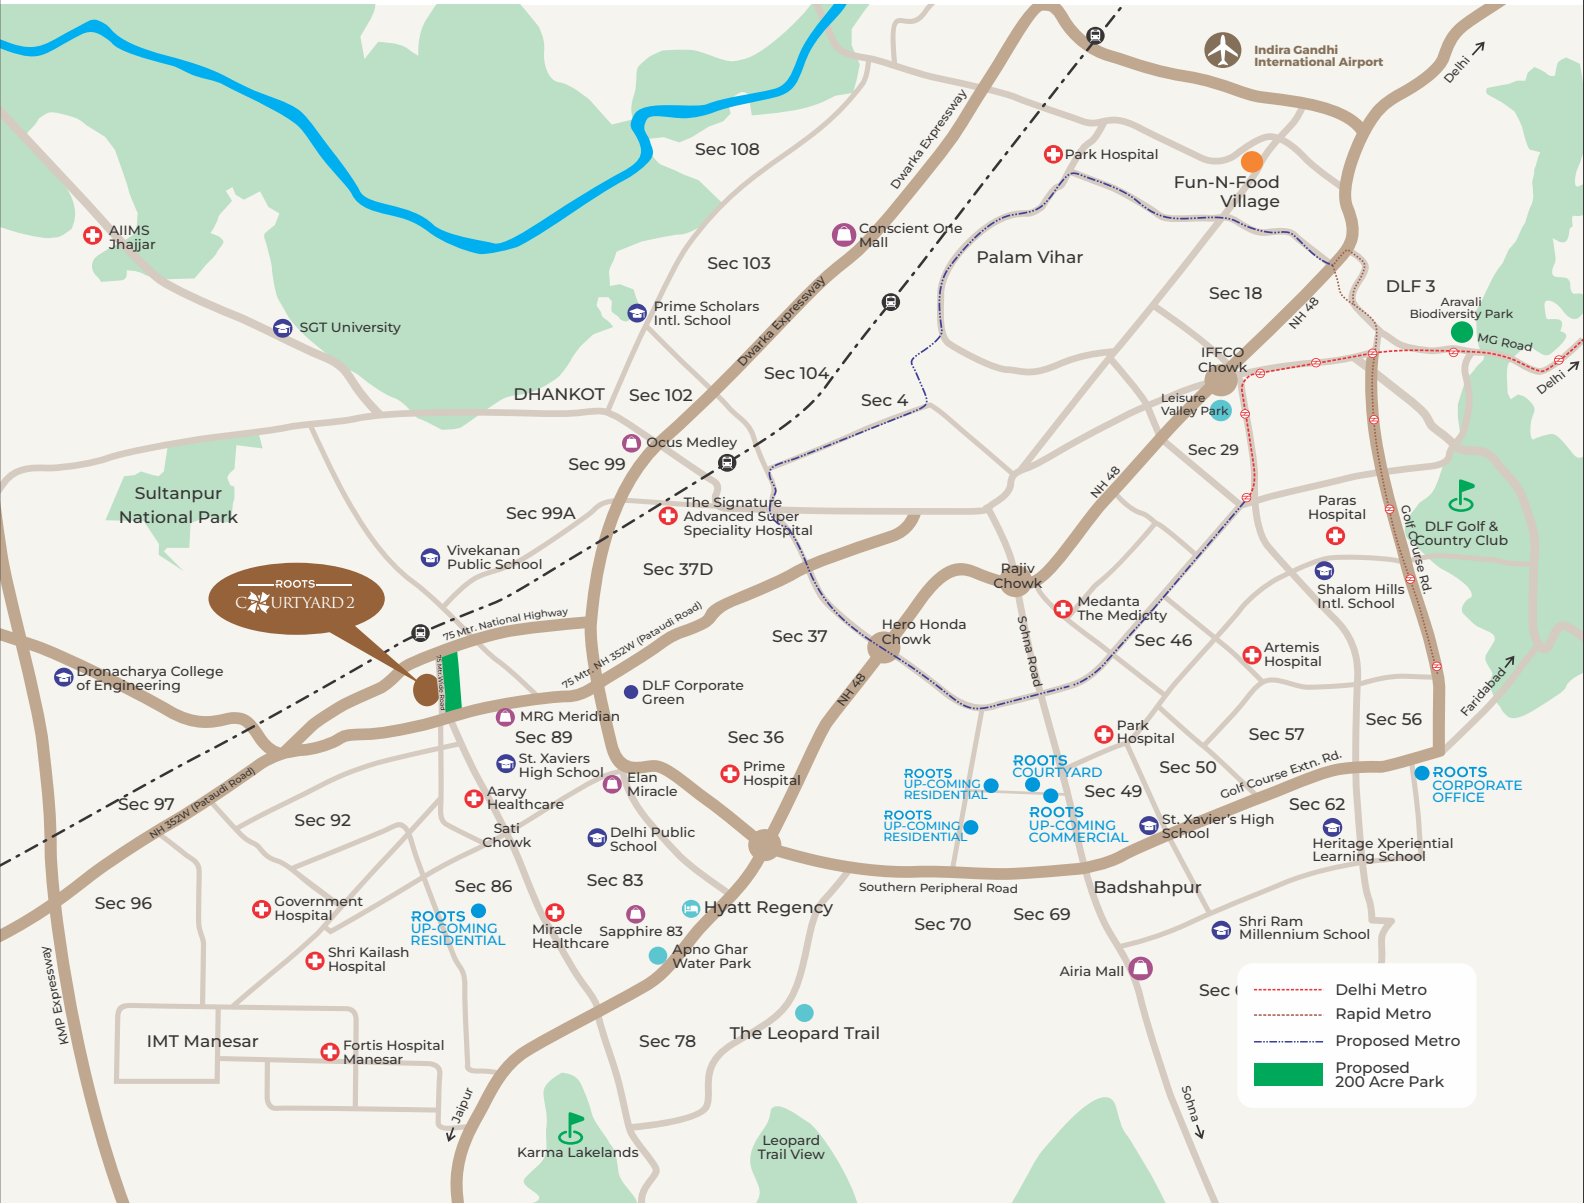 Indira Gandhi
International Airport
Delhi
Dwarka Expressway
Sec 108
Park Hospital
Fun-N-Food
Village
AIIMS
Jhajjar
Conscient One
Mall
Sec 103
Palam Vihar
Sec 18
DLF 3
NH 48
Aravali
Biodiversity Park
MG Road
Delhi
SGT University
Prime Scholars
Intl. School
Dwarka Expressway
Sec 104
IFFCO
Chowk
DHANKOT
Sec 102
Sec 4
Leisure
Valley Park
Ocus Medley
Sec 99
Sec 29
NH 48
Sultanpur
National Park
Sec 99A
The Signature
Advanced Super
Speciality Hospital
Paras
Hospital
Golf Course Rd.
DLF Golf &
Country Club
Vivekanan
Public School
Sec 37D
Rajiv
Chowk
Shalom Hills
Intl. School
ROOTS
COURTYARD 2
Medanta
The Medicity
75 Mtr. National Highway
75 Mtr. NH 352W (Pataudi Road)
Sec 37
Hero Honda
Chowk
Sohna Road
Sec 46
Artemis
Hospital
Dronacharya College
of Engineering
75 Mtr. Wide Road
DLF Corporate
Green
NH 48
Faridabad
MRG Meridian
Sec 89
Sec 36
Park
Hospital
Sec 57
Sec 56
St. Xaviers
High School
Elan
Miracle
Prime
Hospital
ROOTS
UP-COMING
RESIDENTIAL
ROOTS
COURTYARD
Sec 50
Golf Course Extn. Rd.
ROOTS
CORPORATE
OFFICE
Sec 97
NH 352W (Pataudi Road)
Aarvy
Healthcare
Sec 49
Sec 62
Sec 92
Sati
Chowk
Delhi Public
School
ROOTS
UP-COMING
RESIDENTIAL
ROOTS
UP-COMING
COMMERCIAL
St. Xavier's High
School
Heritage Xperiential
Learning School
Sec 96
Sec 86
Sec 83
Southern Peripheral Road
Badshahpur
Government
Hospital
ROOTS
UP-COMING
RESIDENTIAL
Miracle
Healthcare
Sapphire 83
Hyatt Regency
Sec 70
Sec 69
Shri Ram
Millennium School
KMP Expressway
Shri Kailash
Hospital
Apno Ghar
Water Park
Airia Mall
Sec
IMT Manesar
Fortis Hospital
Manesar
Sec 78
The Leopard Trail
Delhi Metro
Rapid Metro
Proposed Metro
Proposed
200 Acre Park
Jaipur
Sohna
Karma Lakelands
Leopard
Trail View